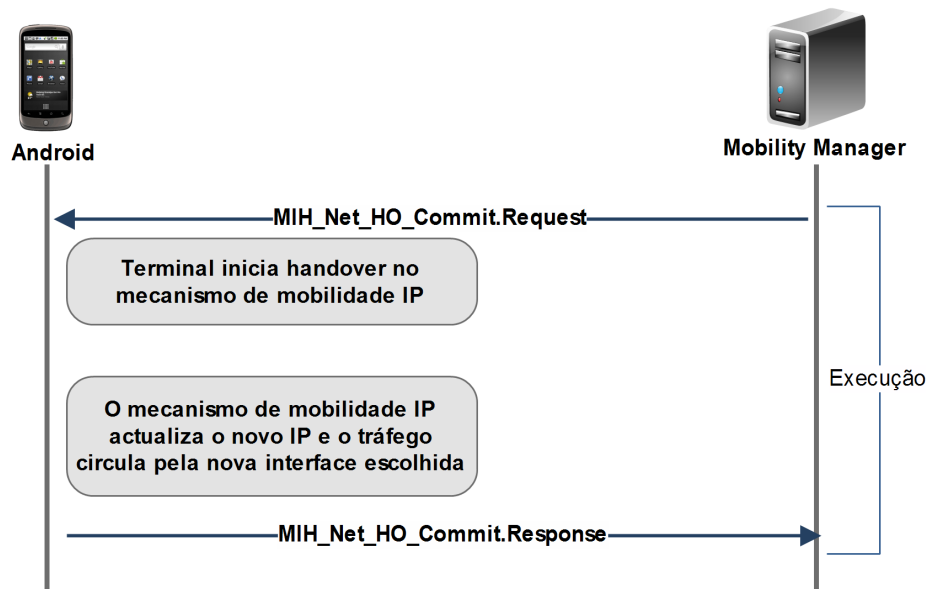 Android
Mobility Manager
MIH_Net_HO_Commit.Request
Terminal inicia handover no
mecanismo de mobilidade IP
Execução
O mecanismo de mobilidade IP
actualiza o novo IP e o tráfego
circula pela nova interface escolhida
MIH_Net_HO_Commit.Response